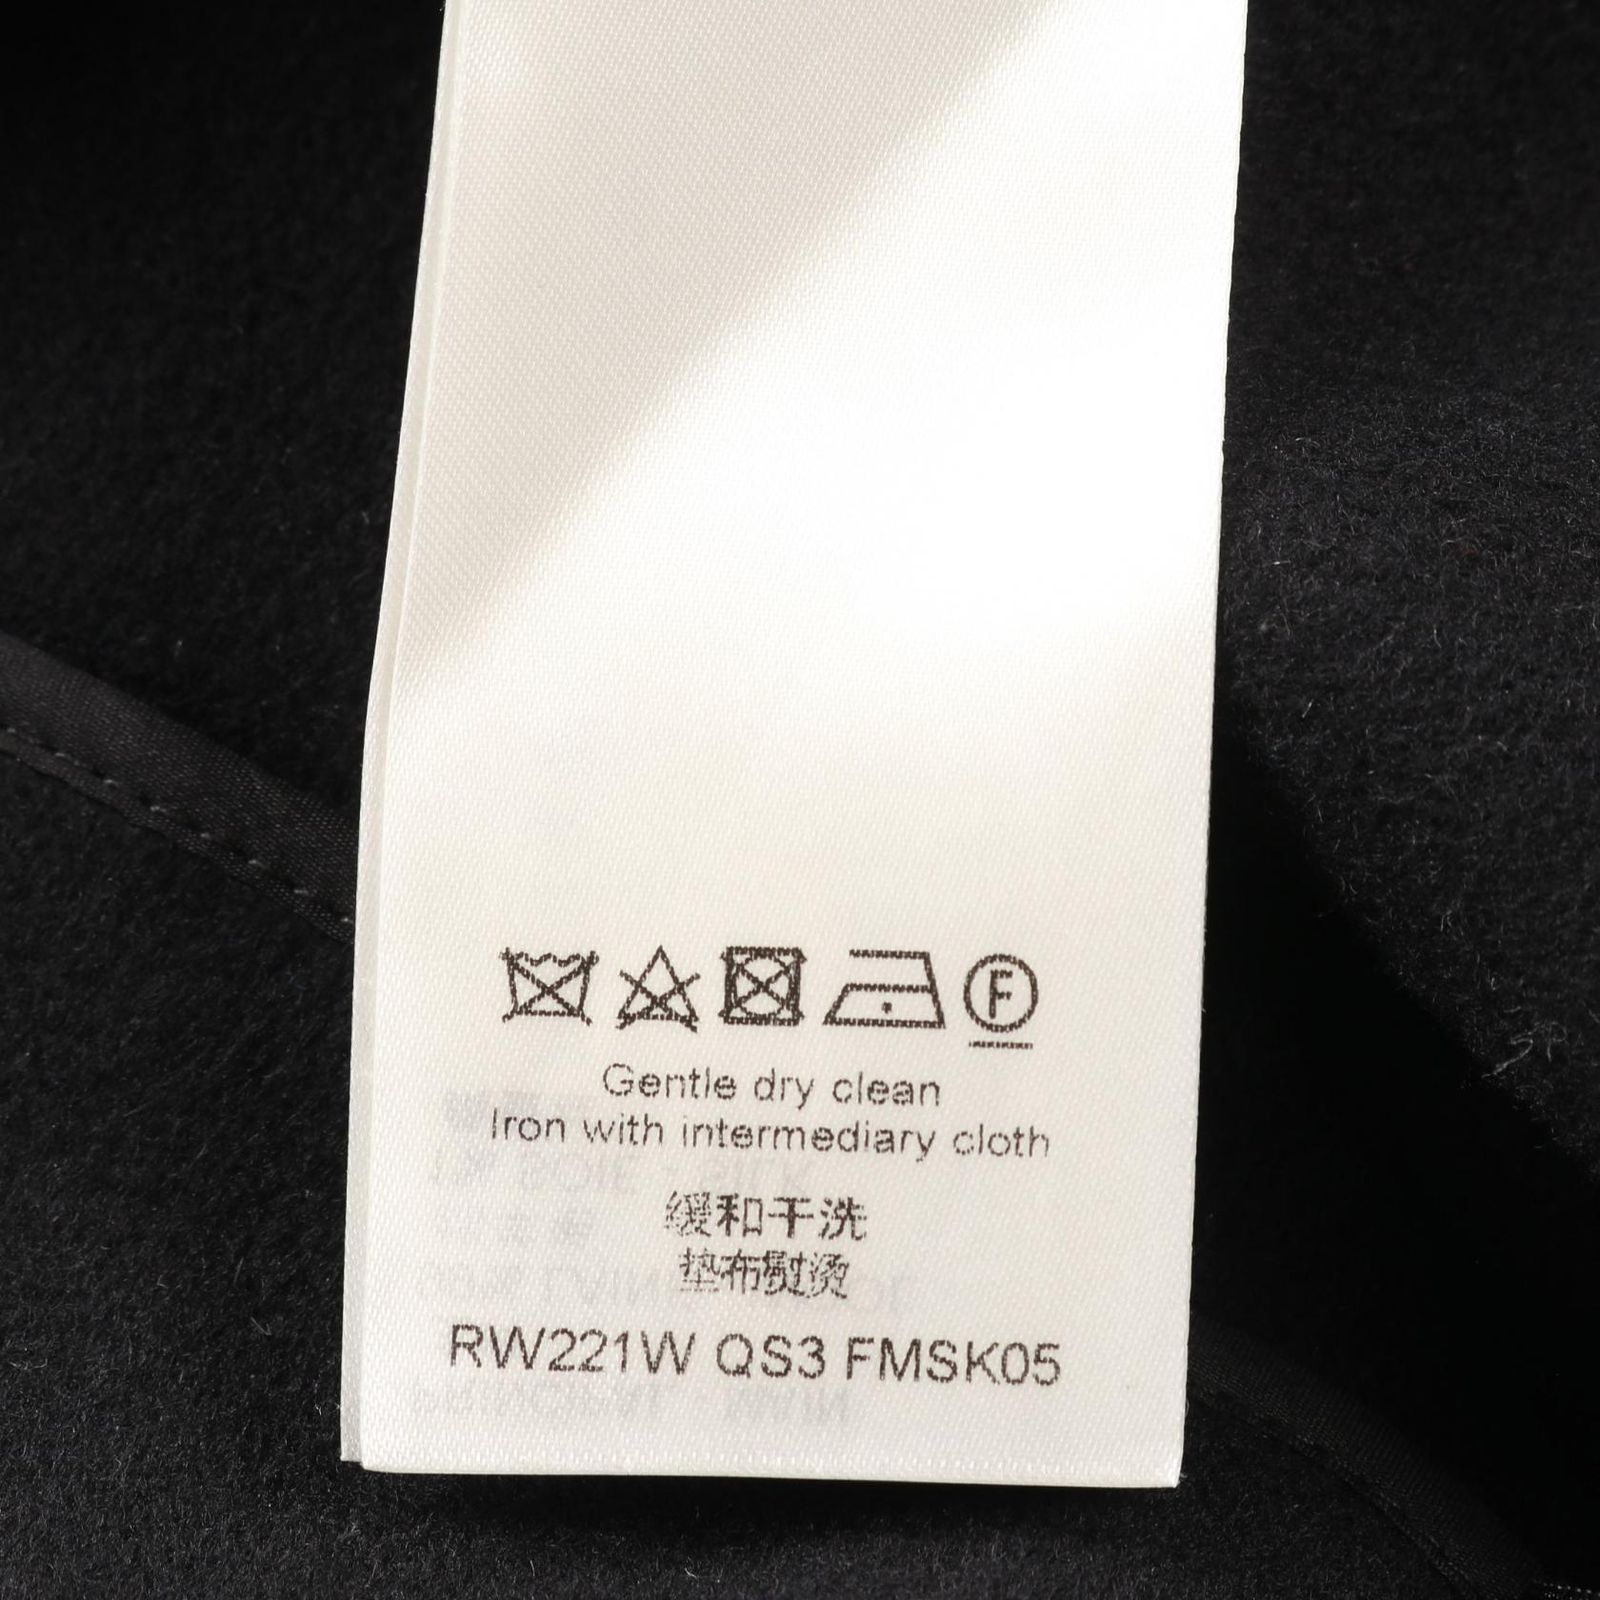 F
Gentle dry clean
Iron with intermediary cloth
缓和干洗
垫布熨烫
RW221W QS3 FMSK05